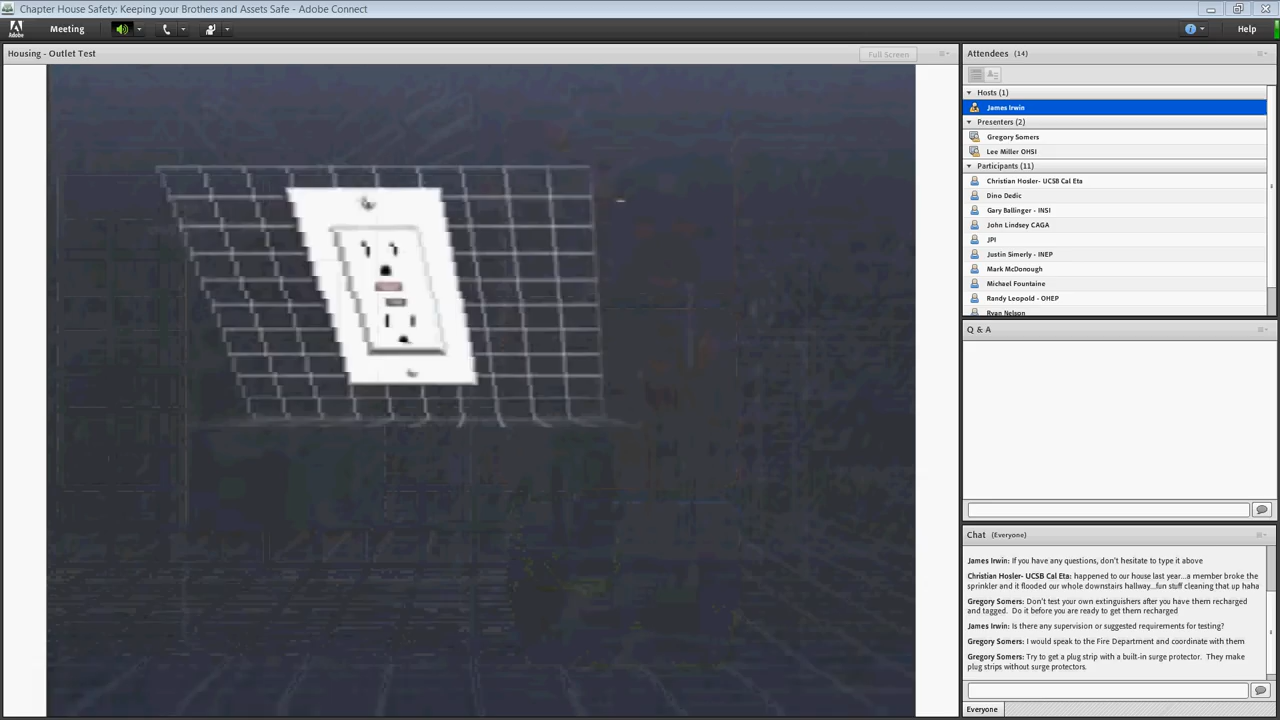 Chapter House Safety: Keeping your Brothers and Assets Safe - Adobe Connect
Adobe
Meeting
Help
Housing - Outlet Test
Full Screen
Attendees (14)
Hosts (1)
James Irwin
Presenters (2)
Gregory Somers
Lee Miller OHSI
Participants (11)
Christian Hosler- UCSB Cal Eta
Dino Dedic
Gary Ballinger - INSI
John Lindsey CAGA
JPI
Justin Simerly - INEP
Mark McDonough
Michael Fountaine
Randy Leopold - OHEP
Ryan Nelson
Q & A
Chat (Everyone)
James Irwin: If you have any questions, don't hesitate to type it above
Christian Hosler- UCSB Cal Eta: happened to our house last year...a member broke the
sprinkler and it flooded our whole downstairs hallway...fun stuff cleaning that up haha
Gregory Somers: Don't test your own extinguishers after you have them recharged
and tagged. Do it before you are ready to get them recharged
James Irwin: Is there any supervision or suggested requirements for testing?
Gregory Somers: I would speak to the Fire Department and coordinate with them
Gregory Somers: Try to get a plug strip with a built-in surge protector. They make
plug strips without surge protectors.
Everyone